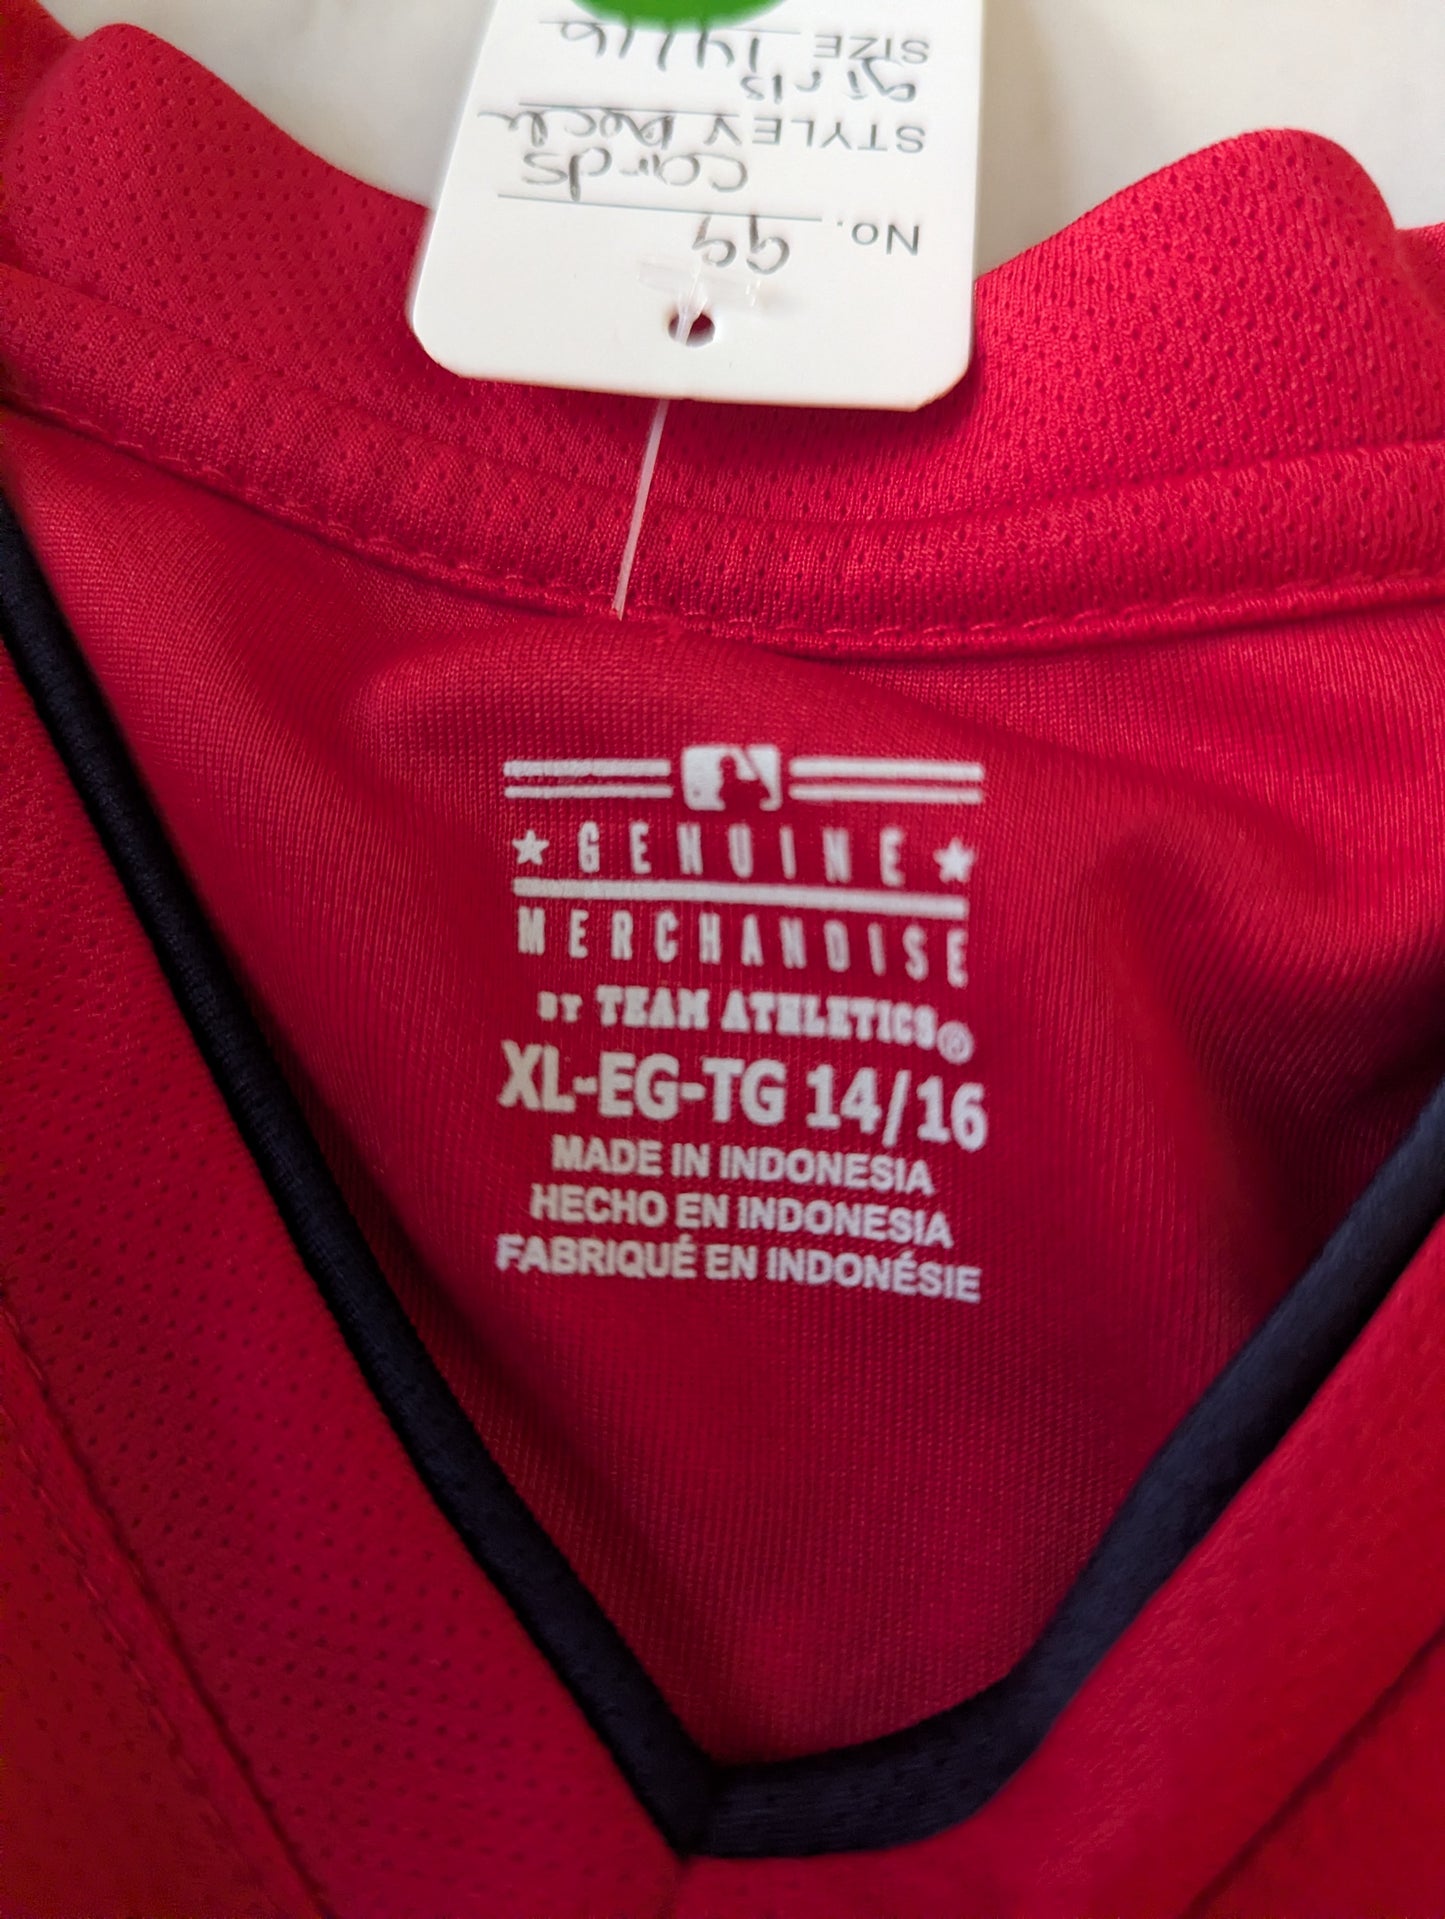 No.
Cards
STYLE V Neck
girls
SIZE 14/16
GENUINE
MERCHANDISE
BY TEAM ATHLETICS®
XL-EG-TG 14/16
MADE IN INDONESIA
HECHO EN INDONESIA
FABRIQUÉ EN INDONÉSIE